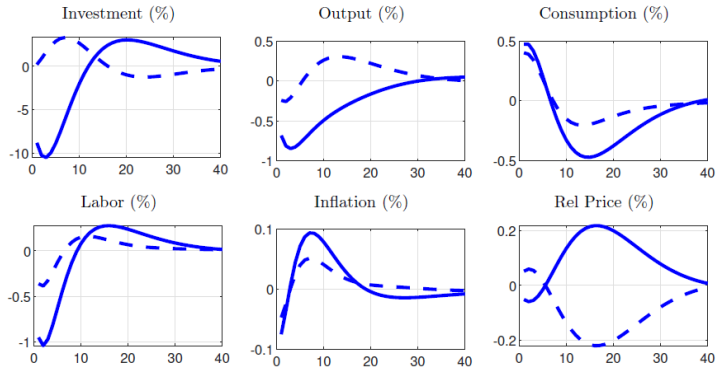 Investment (%)
0
-5
-10
0 10 20 30 40
Output (%)
0.5
0
-0.5
-1
0 10 20 30 40
Consumption (%)
0.5
0
-0.5
0 10 20 30 40
Labor (%)
0
-0.5
-1
0 10 20 30 40
Inflation (%)
0.1
0
-0.1
0 10 20 30 40
Rel Price (%)
0.2
0
-0.2
0 10 20 30 40